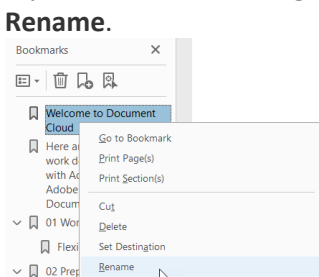 Rename.
Bookmarks
Welcome to Document
Cloud
Go to Bookmark
Here
Print Page(s)
work
Print Section(s)
with
Adobe
Cut
Docum
Delete
01
Set Destination
Flexi
Rename
02 Prep